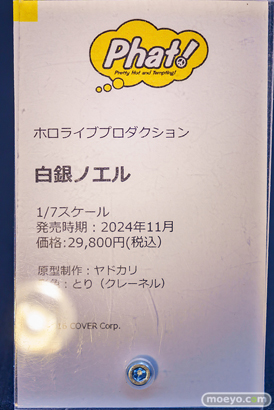 Phat!
Pretty Hot and Tempting!
ホロライブプロダクション
白銀ノエル
1/7スケール
発売時期：2024年11月
価格:29,800円(税込)
原型制作：ヤドカリ
：とり（クレーネル）
COVER Corp.
moeyo.com